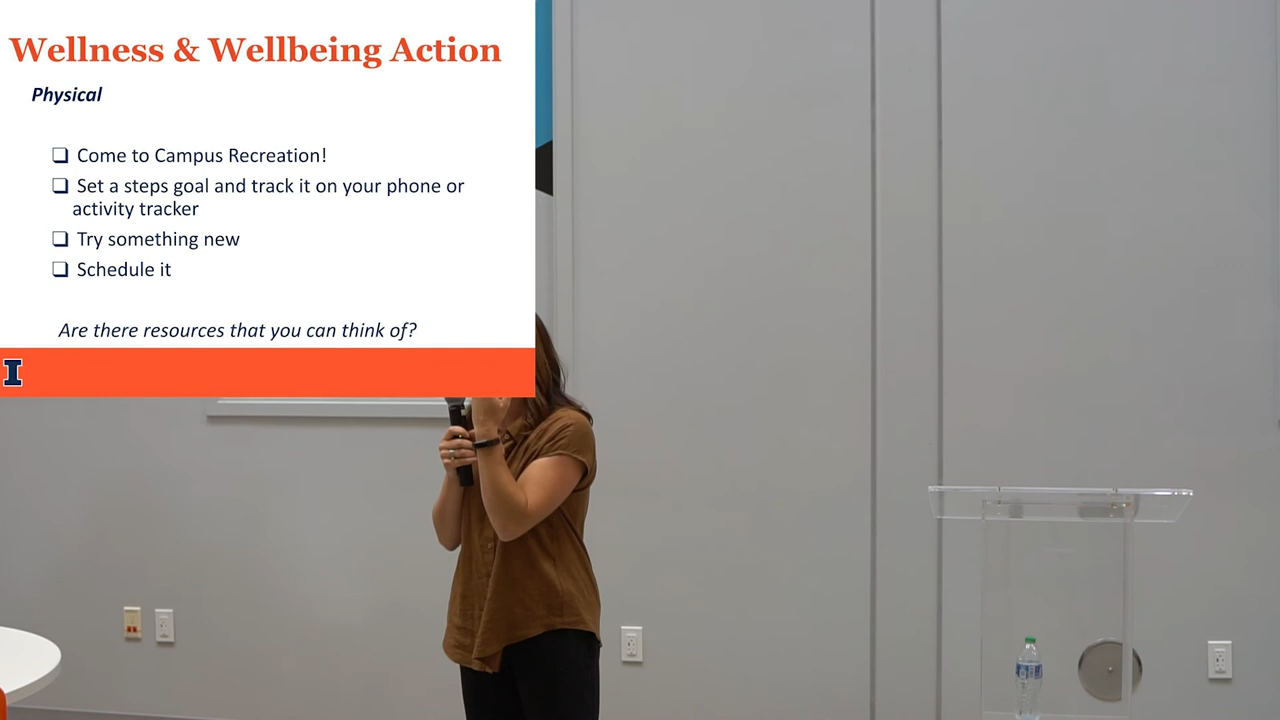 Wellness & Wellbeing Action
Physical
❏ Come to Campus Recreation!
❏ Set a steps goal and track it on your phone or
activity tracker
❏ Try something new
❏ Schedule it
Are there resources that you can think of?
I